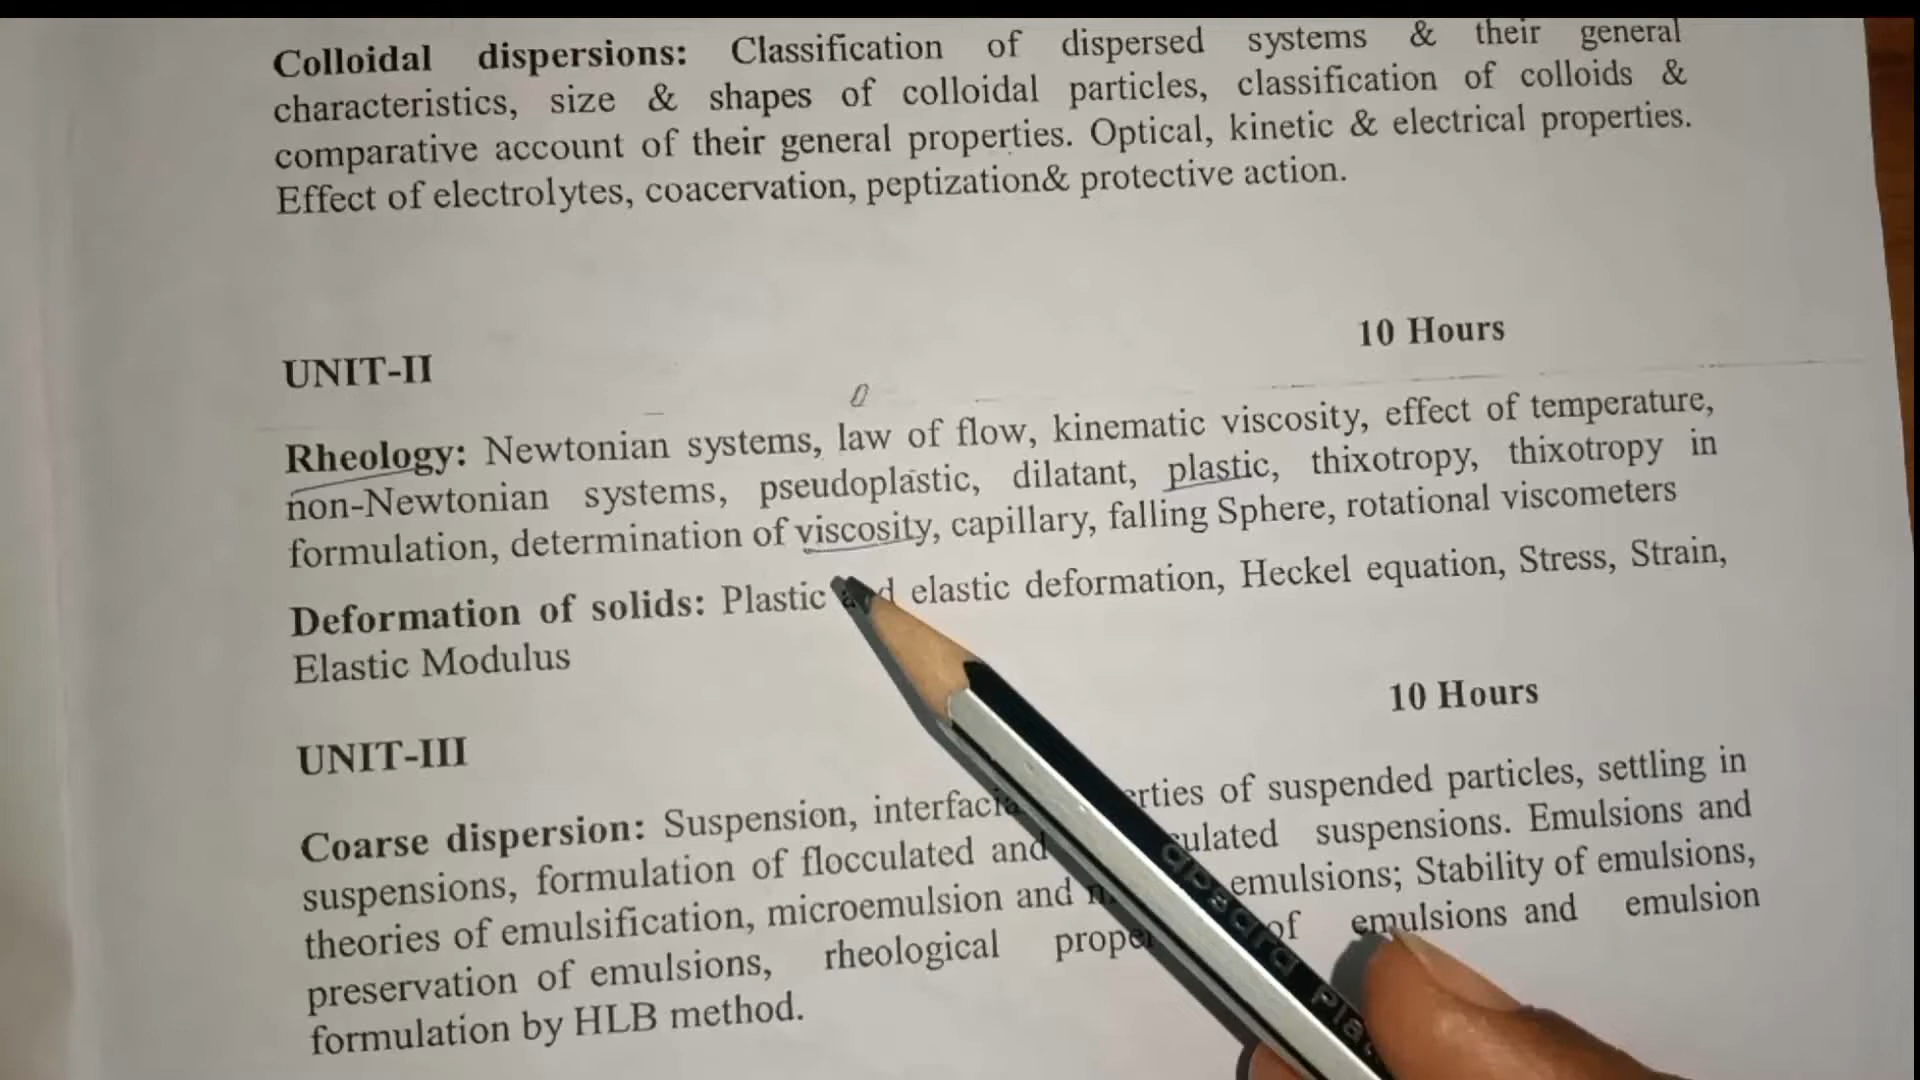 Colloidal dispersions: Classification of dispersed systems & their general
characteristics, size & shapes of colloidal particles, classification of colloids &
comparative account of their general properties. Optical, kinetic & electrical properties.
Effect of electrolytes, coacervation, peptization& protective action.
10 Hours
UNIT-II
Rheology: Newtonian systems, law of flow, kinematic viscosity, effect of temperature,
non-Newtonian systems, pseudoplastic, dilatant, plastic, thixotropy, thixotropy in
formulation, determination of viscosity, capillary, falling Sphere, rotational viscometers
Deformation of solids: Plastic elastic deformation, Heckel equation, Stress, Strain,
Elastic Modulus
10 Hours
UNIT-III
Coarse dispersion: Suspension, of suspended particles, settling in
suspensions, formulation of flocculated and suspensions. Emulsions and
theories of emulsification, microemulsion and emulsions; Stability of emulsions,
preservation of emulsions, rheological of emulsions and emulsion
formulation by HLB method.
apsara Pla